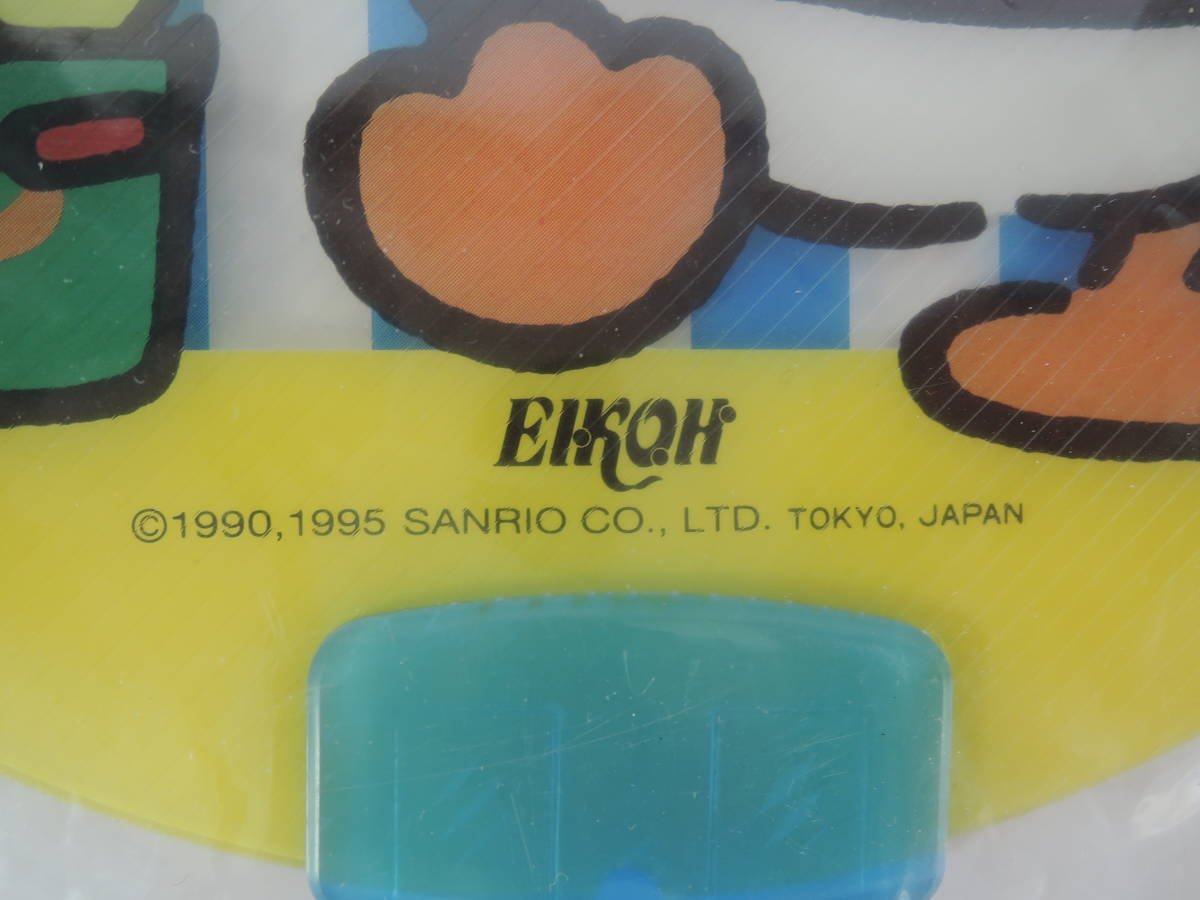 EIKOH
©1990,1995 SANRIO CO., LTD. TOKYO, JAPAN